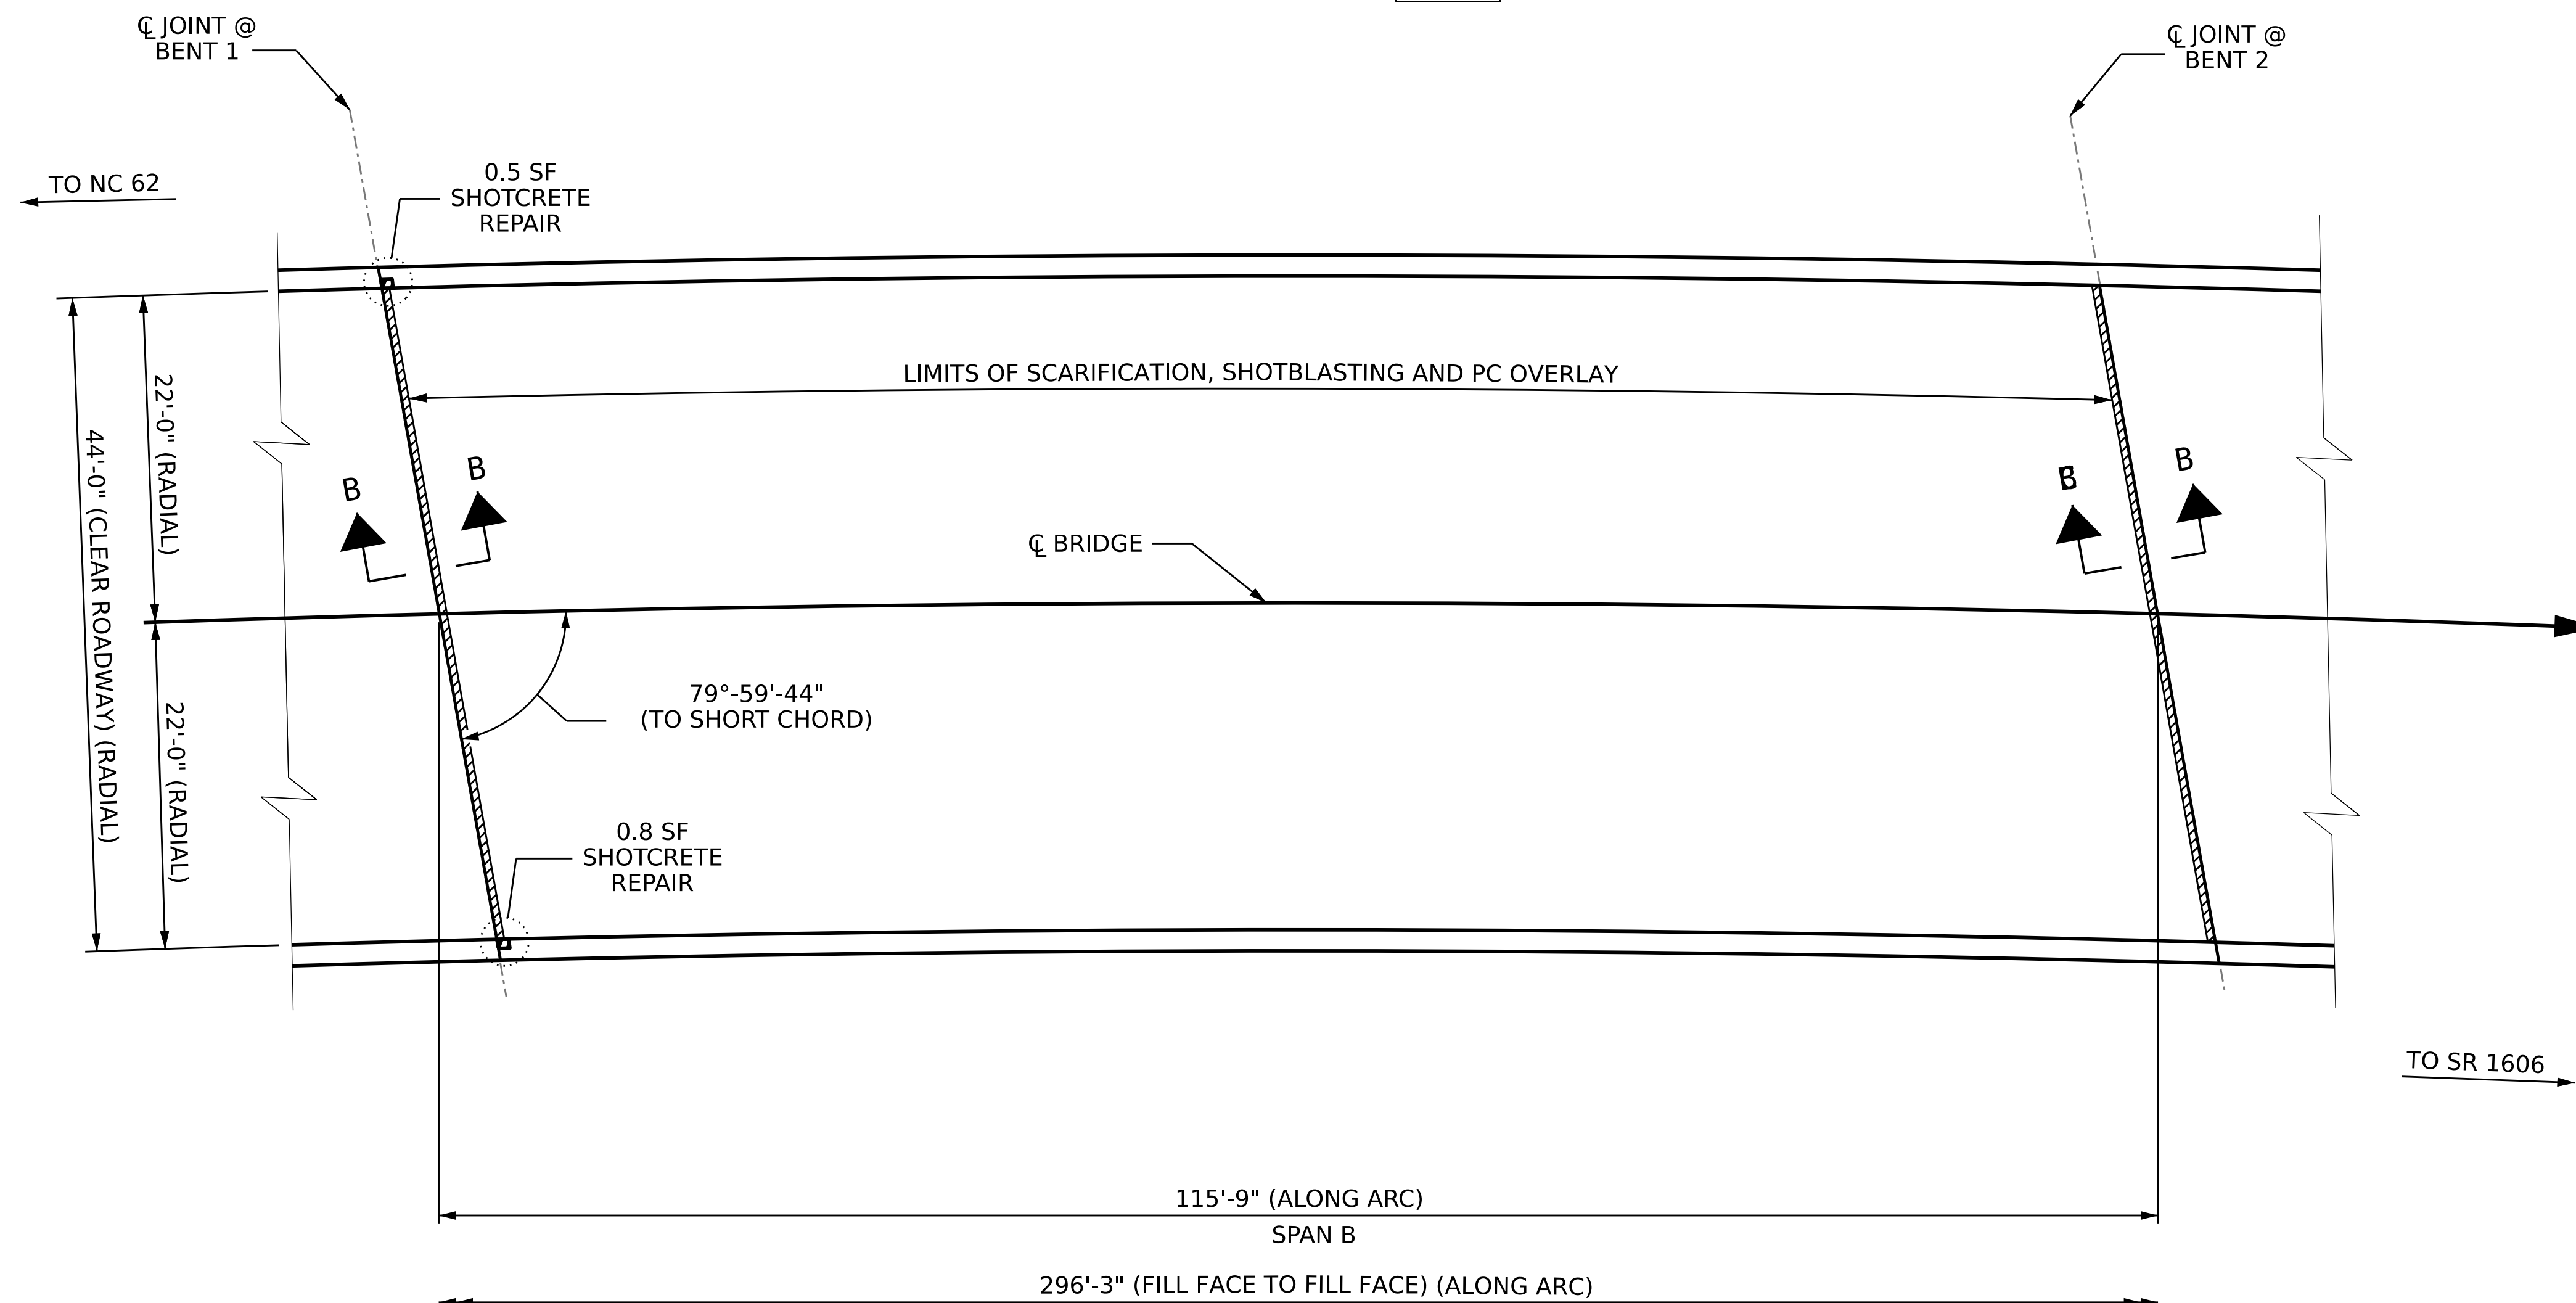 ℄ JOINT @
BENT 1
℄ JOINT @
BENT 2
TO NC 62
0.5 SF
SHOTCRETE
REPAIR
LIMITS OF SCARIFICATION, SHOTBLASTING AND PC OVERLAY
22'-0" (RADIAL)
44'-0" (CLEAR ROADWAY) (RADIAL)
B
B
B
B
℄ BRIDGE
79°-59'-44"
(TO SHORT CHORD)
22'-0" (RADIAL)
0.8 SF
SHOTCRETE
REPAIR
TO SR 1606
115'-9" (ALONG ARC)
SPAN B
296'-3" (FILL FACE TO FILL FACE) (ALONG ARC)